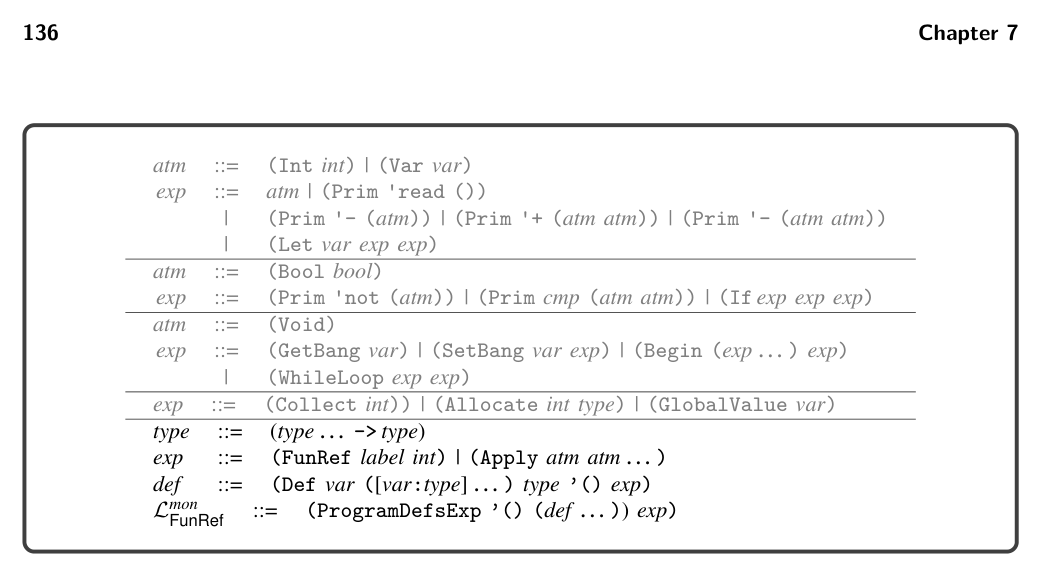 136 Chapter 7
atm ::= (Int int) | (Var var)
exp ::= atm | (Prim 'read ())
| (Prim '- (atm)) | (Prim '+ (atm atm)) | (Prim '- (atm atm))
| (Let var exp exp)
atm ::= (Bool bool)
exp ::= (Prim 'not (atm)) | (Prim cmp (atm atm)) | (If exp exp exp)
atm ::= (Void)
exp ::= (GetBang var) | (SetBang var exp) | (Begin (exp ... ) exp)
| (WhileLoop exp exp)
exp ::= (Collect int)) | (Allocate int type) | (GlobalValue var)
type ::= (type ... -> type)
exp ::= (FunRef label int) | (Apply atm atm ... )
def ::= (Def var ([var:type] ... ) type '() exp)
ℒ^mon_FunRef ::= (ProgramDefsExp '() (def ... )) exp)